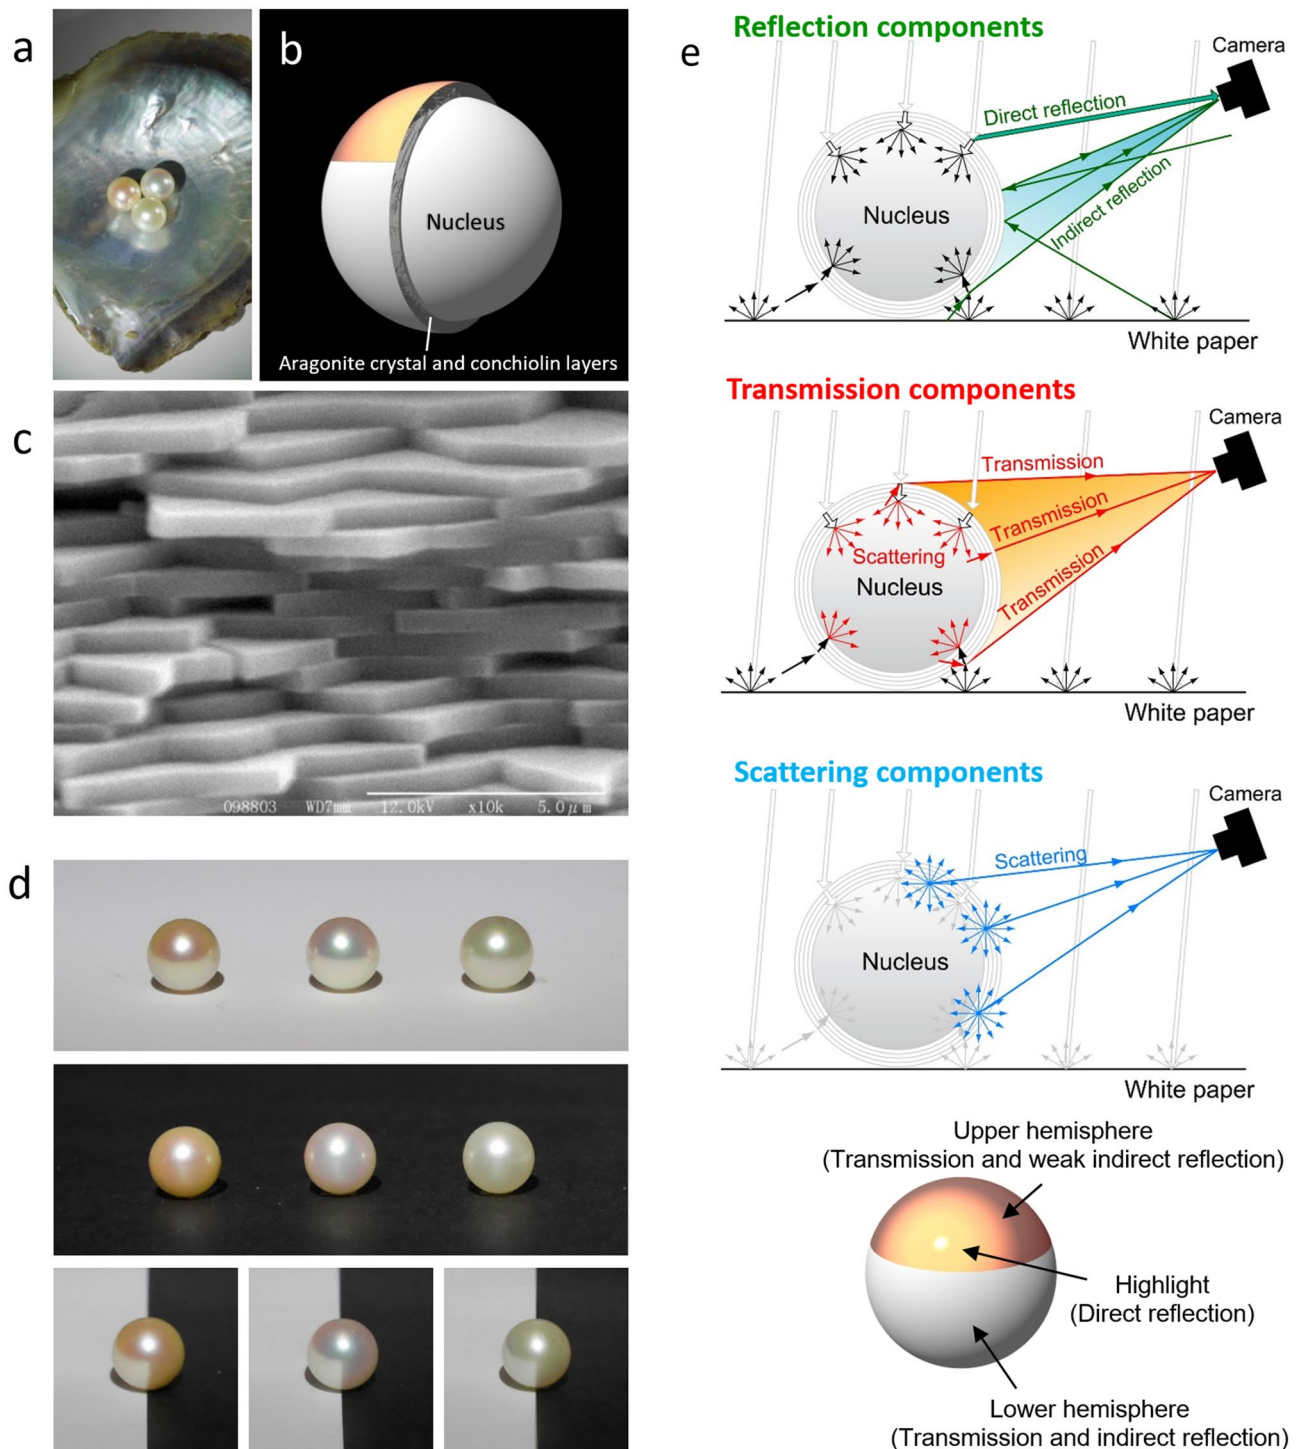 a
b
Nucleus
Aragonite crystal and conchiolin layers
c
098803 WD7mm 12.0kV x10k 5.0μm
d
e
Reflection components
Camera
Direct reflection
Indirect reflection
Nucleus
White paper
Transmission components
Camera
Transmission
Transmission
Transmission
Scattering
Nucleus
White paper
Scattering components
Camera
Scattering
Nucleus
White paper
Upper hemisphere
(Transmission and weak indirect reflection)
Highlight
(Direct reflection)
Lower hemisphere
(Transmission and indirect reflection)